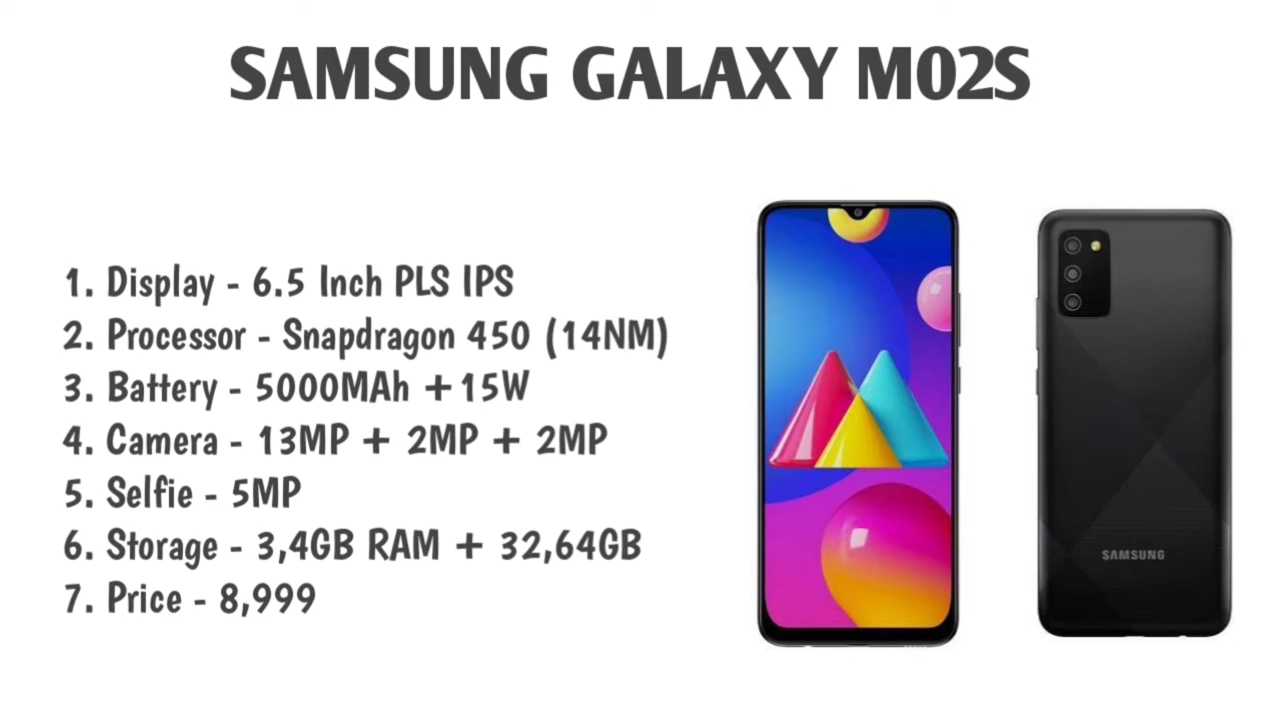 SAMSUNG GALAXY M02S
1. Display - 6.5 Inch PLS IPS
2. Processor - Snapdragon 450 (14NM)
3. Battery - 5000MAh +15W
4. Camera - 13MP + 2MP + 2MP
5. Selfie - 5MP
6. Storage - 3,4GB RAM + 32,64GB
7. Price - 8,999
SAMSUNG